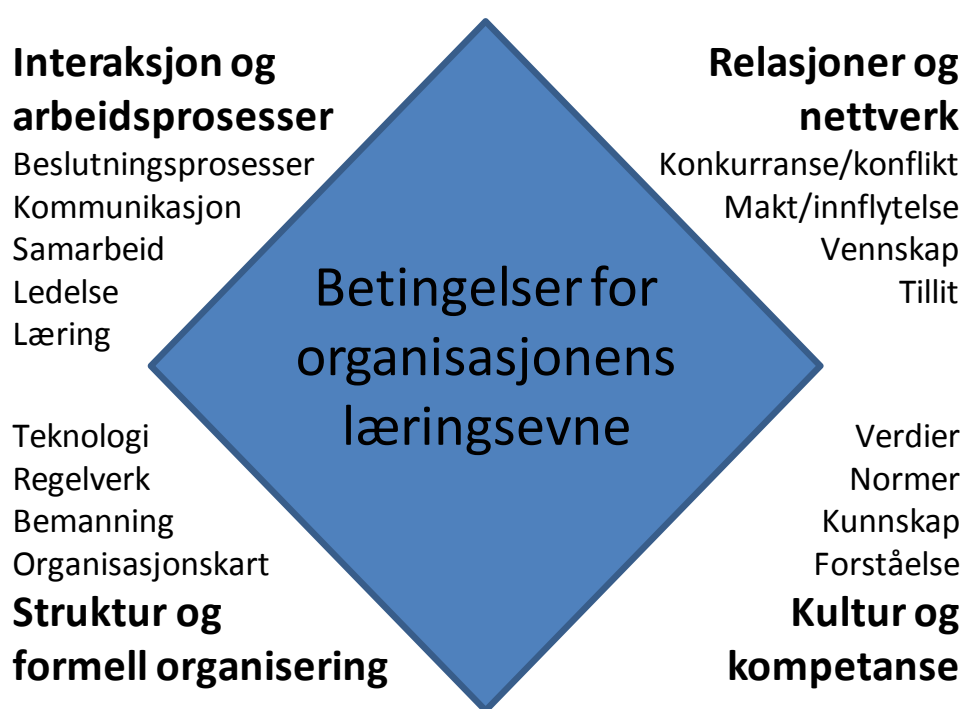 Interaksjon og
arbeidsprosesser
Beslutningsprosesser
Kommunikasjon
Samarbeid
Ledelse
Læring
Relasjoner og
nettverk
Konkurranse/konflikt
Makt/innflytelse
Vennskap
Tillit
Betingelser for
organisasjonens
læringsevne
Teknologi
Regelverk
Bemanning
Organisasjonskart
Struktur og
formell organisering
Verdier
Normer
Kunnskap
Forståelse
Kultur og
kompetanse